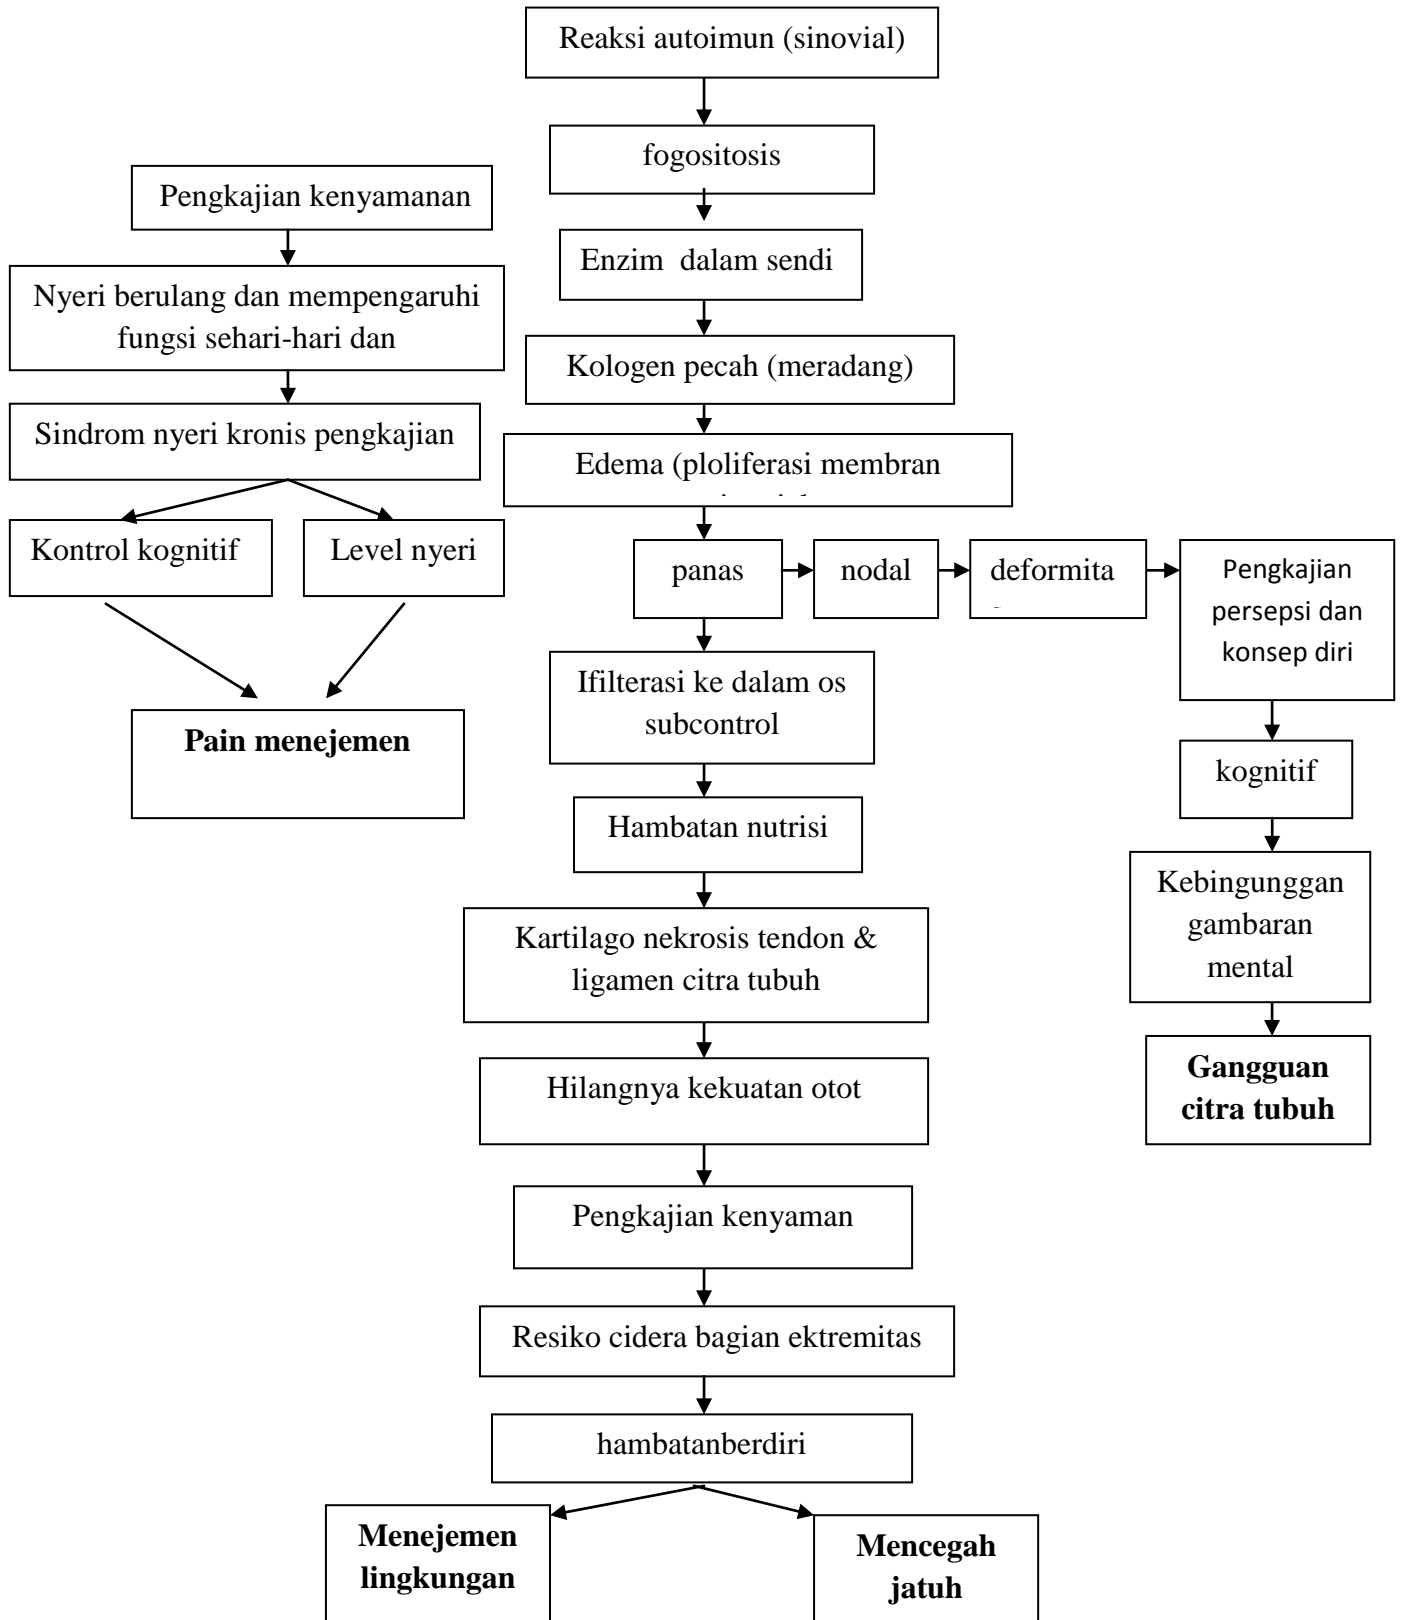 Reaksi autoimun (sinovial)
fogositosis
Pengkajian kenyamanan
Enzim dalam sendi
Nyeri berulang dan mempengaruhi
fungsi sehari-hari dan
Kologen pecah (meradang)
Sindrom nyeri kronis pengkajian
Edema (ploliferasi membran
Kontrol kognitif
Level nyeri
panas
nodal
deformita
Pengkajian
persepsi dan
konsep diri
Ifilterasi ke dalam os
subcontrol
Pain menejemen
kognitif
Hambatan nutrisi
Kebingunggan
gambaran
mental
Kartilago nekrosis tendon &
ligamen citra tubuh
Hilangnya kekuatan otot
Gangguan
citra tubuh
Pengkajian kenyaman
Resiko cidera bagian ektremitas
hambatanberdiri
Menejemen
lingkungan
Mencegah
jatuh